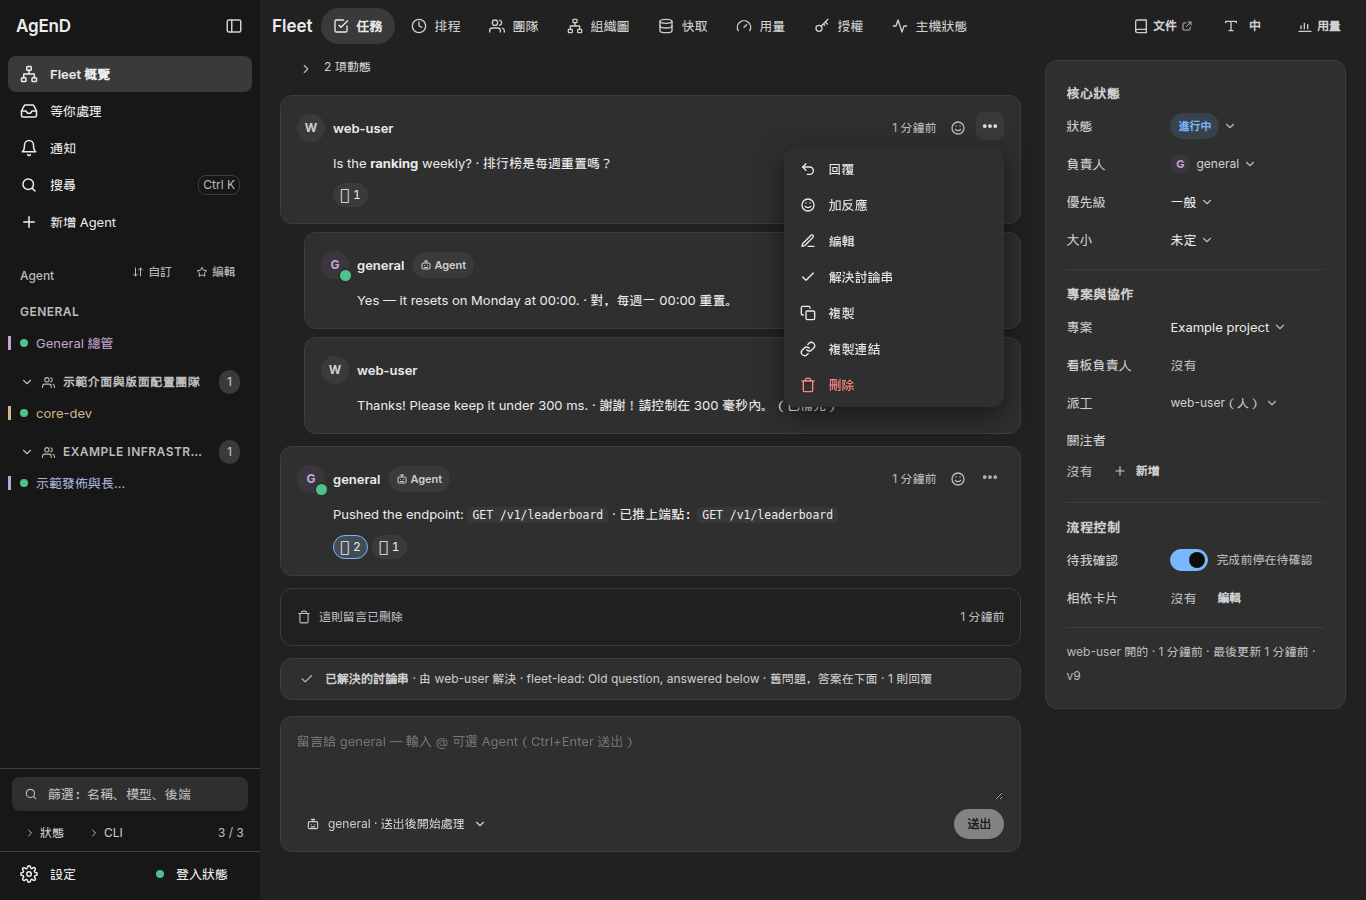 AgEnD
Fleet 概覽
等你處理
通知
搜尋 Ctrl K
新增 Agent
Agent 自訂 編輯
GENERAL
General 總管
示範介面與版面配置團隊 1
core-dev
EXAMPLE INFRASTR... 1
示範發佈與長...
篩選：名稱、模型、後端
狀態 CLI 3 / 3
設定 登入狀態
Fleet 任務 排程 團隊 組織圖 快取 用量 授權 主機狀態 文件 中 用量
2 項動態
W web-user 1 分鐘前
Is the ranking weekly? · 排行榜是每週重置嗎？
1
回覆
加反應
編輯
解決討論串
複製
複製連結
刪除
G general Agent
Yes — it resets on Monday at 00:00. · 對，每週一 00:00 重置。
W web-user
Thanks! Please keep it under 300 ms. · 謝謝！請控制在 300 毫秒內。
G general Agent 1 分鐘前
Pushed the endpoint: GET /v1/leaderboard · 已推上端點： GET /v1/leaderboard
2 1
這則留言已刪除 1 分鐘前
已解決的討論串 · 由 web-user 解決 · fleet-lead: Old question, answered below · 舊問題，答案在下面 · 1 則回覆
留言給 general — 輸入 @ 可選 Agent（Ctrl+Enter 送出）
general · 送出後開始處理 送出
核心狀態
狀態 進行中
負責人 G general
優先級 一般
大小 未定
專案與協作
專案 Example project
看板負責人 沒有
派工 web-user（人）
關注者
沒有 新增
流程控制
待我確認 完成前停在待確認
相依卡片 沒有 編輯
web-user 開的 · 1 分鐘前 · 最後更新 1 分鐘前 ·
v9